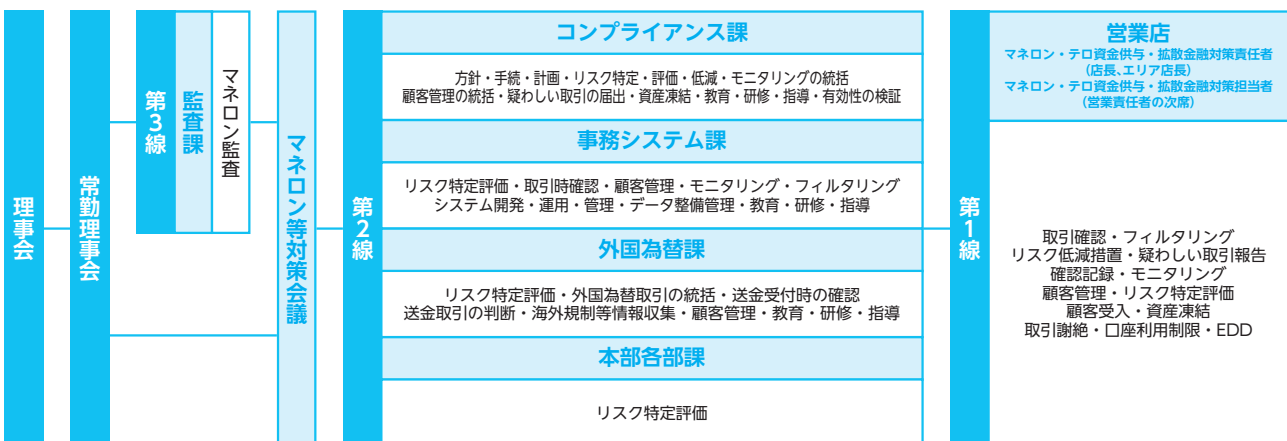 理事会
常勤理事会
第3線
監査課
マネロン監査
マネロン等対策会議
第2線
コンプライアンス課
方針・手続・計画・リスク特定・評価・低減・モニタリングの統括
顧客管理の統括・疑わしい取引の届出・資産凍結・教育・研修・指導・有効性の検証
事務システム課
リスク特定評価・取引時確認・顧客管理・モニタリング・フィルタリング
システム開発・運用・管理・データ整備管理・教育・研修・指導
外国為替課
リスク特定評価・外国為替取引の統括・送金受付時の確認
送金取引の判断・海外規制等情報収集・顧客管理・教育・研修・指導
本部各部課
リスク特定評価
第1線
営業店
マネロン・テロ資金供与・拡散金融対策責任者
(店長、エリア店長)
マネロン・テロ資金供与・拡散金融対策担当者
(営業責任者の次席)
取引確認・フィルタリング
リスク低減措置・疑わしい取引報告
確認記録・モニタリング
顧客管理・リスク特定評価
顧客受入・資産凍結
取引謝絶・口座利用制限・EDD